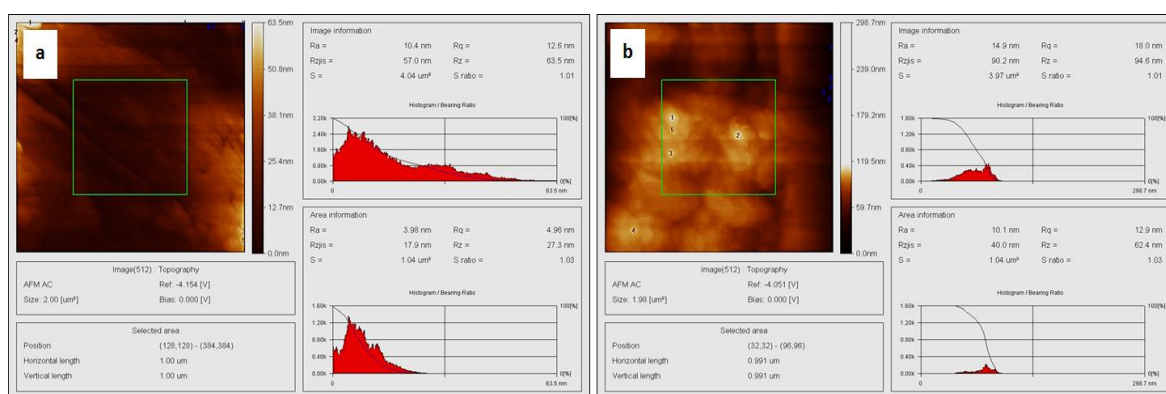 a
1
2
4
63.5nm
50.8nm
38.1nm
25.4nm
12.7nm
0.0nm
Image information
Ra = 10.4 nm Rq = 12.6 nm
Rzjis = 57.0 nm Rz = 63.5 nm
S = 4.04 um² S ratio = 1.01
Histogram / Bearing Ratio
3.20k 100[%]
2.40k
1.60k
0.80k
0.00k 0[%]
0 63.5 nm
Area information
Ra = 3.98 nm Rq = 4.96 nm
Rzjis = 17.9 nm Rz = 27.3 nm
S = 1.04 um² S ratio = 1.03
Histogram / Bearing Ratio
1.60k 100[%]
1.20k
0.80k
0.40k
0.00k 0[%]
0 63.5 nm
Image(512) : Topography
AFM AC Ref: -4.154 [V]
Size: 2.00 [um²] Bias: 0.000 [V]
Selected area
Position (128,128) - (384,384)
Horizontal length 1.00 um
Vertical length 1.00 um
b
1
5
2
3
4
298.7nm
239.0nm
179.2nm
119.5nm
59.7nm
0.0nm
Image information
Ra = 14.9 nm Rq = 18.0 nm
Rzjis = 90.2 nm Rz = 94.6 nm
S = 3.97 um² S ratio = 1.01
Histogram / Bearing Ratio
1.60k 100[%]
1.20k
0.80k
0.40k
0.00k 0[%]
0 298.7 nm
Area information
Ra = 10.1 nm Rq = 12.9 nm
Rzjis = 40.0 nm Rz = 62.4 nm
S = 1.04 um² S ratio = 1.03
Histogram / Bearing Ratio
1.60k 100[%]
1.20k
0.80k
0.40k
0.00k 0[%]
0 298.7 nm
Image(512) : Topography
AFM AC Ref: -4.051 [V]
Size: 1.98 [um²] Bias: 0.000 [V]
Selected area
Position (32,32) - (96,96)
Horizontal length 0.991 um
Vertical length 0.991 um